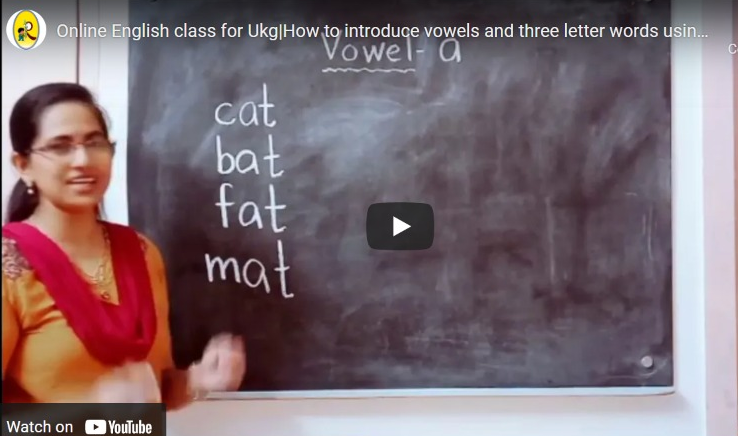 Online English class for Ukg|How to introduce vowels and three letter words usin...
Vowel- a
cat
bat
fat
mat
Watch on YouTube